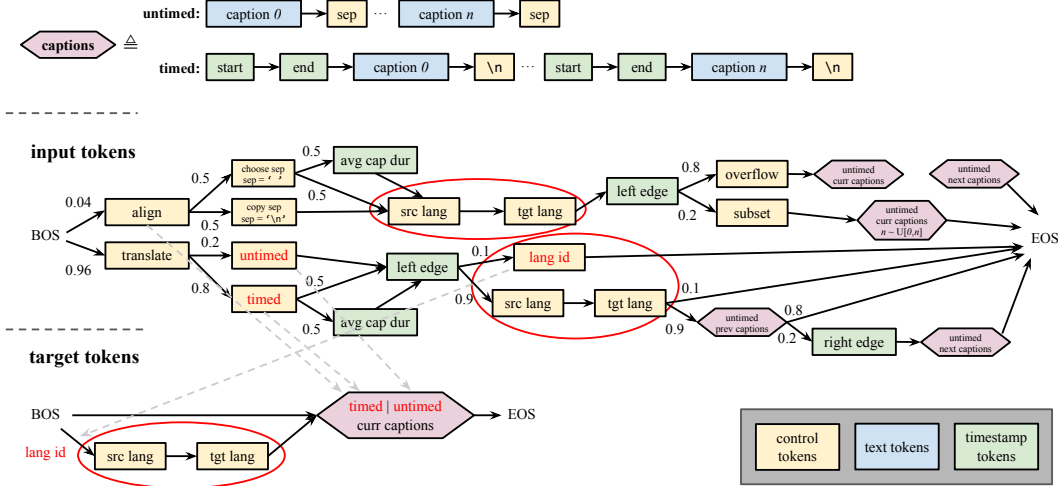 untimed: caption 0 sep ... caption n sep
captions ≜
timed: start end caption 0 \n ... start end caption n \n
input tokens
choose sep
sep = ‘ ’
copy sep
sep = ‘\n’
avg cap dur
0.5
0.5
0.5
0.5
0.04
align
src lang
tgt lang
left edge
0.8
0.2
overflow
subset
untimed
curr captions
untimed
curr captions
n ~ U[0,n]
untimed
next captions
BOS
EOS
0.96
translate
0.2
0.8
untimed
timed
0.5
0.5
left edge
avg cap dur
0.1
0.9
lang id
src lang
tgt lang
0.1
0.9
untimed
prev captions
0.8
0.2
right edge
untimed
next captions
target tokens
BOS
timed | untimed
curr captions
EOS
lang id
src lang
tgt lang
control
tokens
text tokens
timestamp
tokens